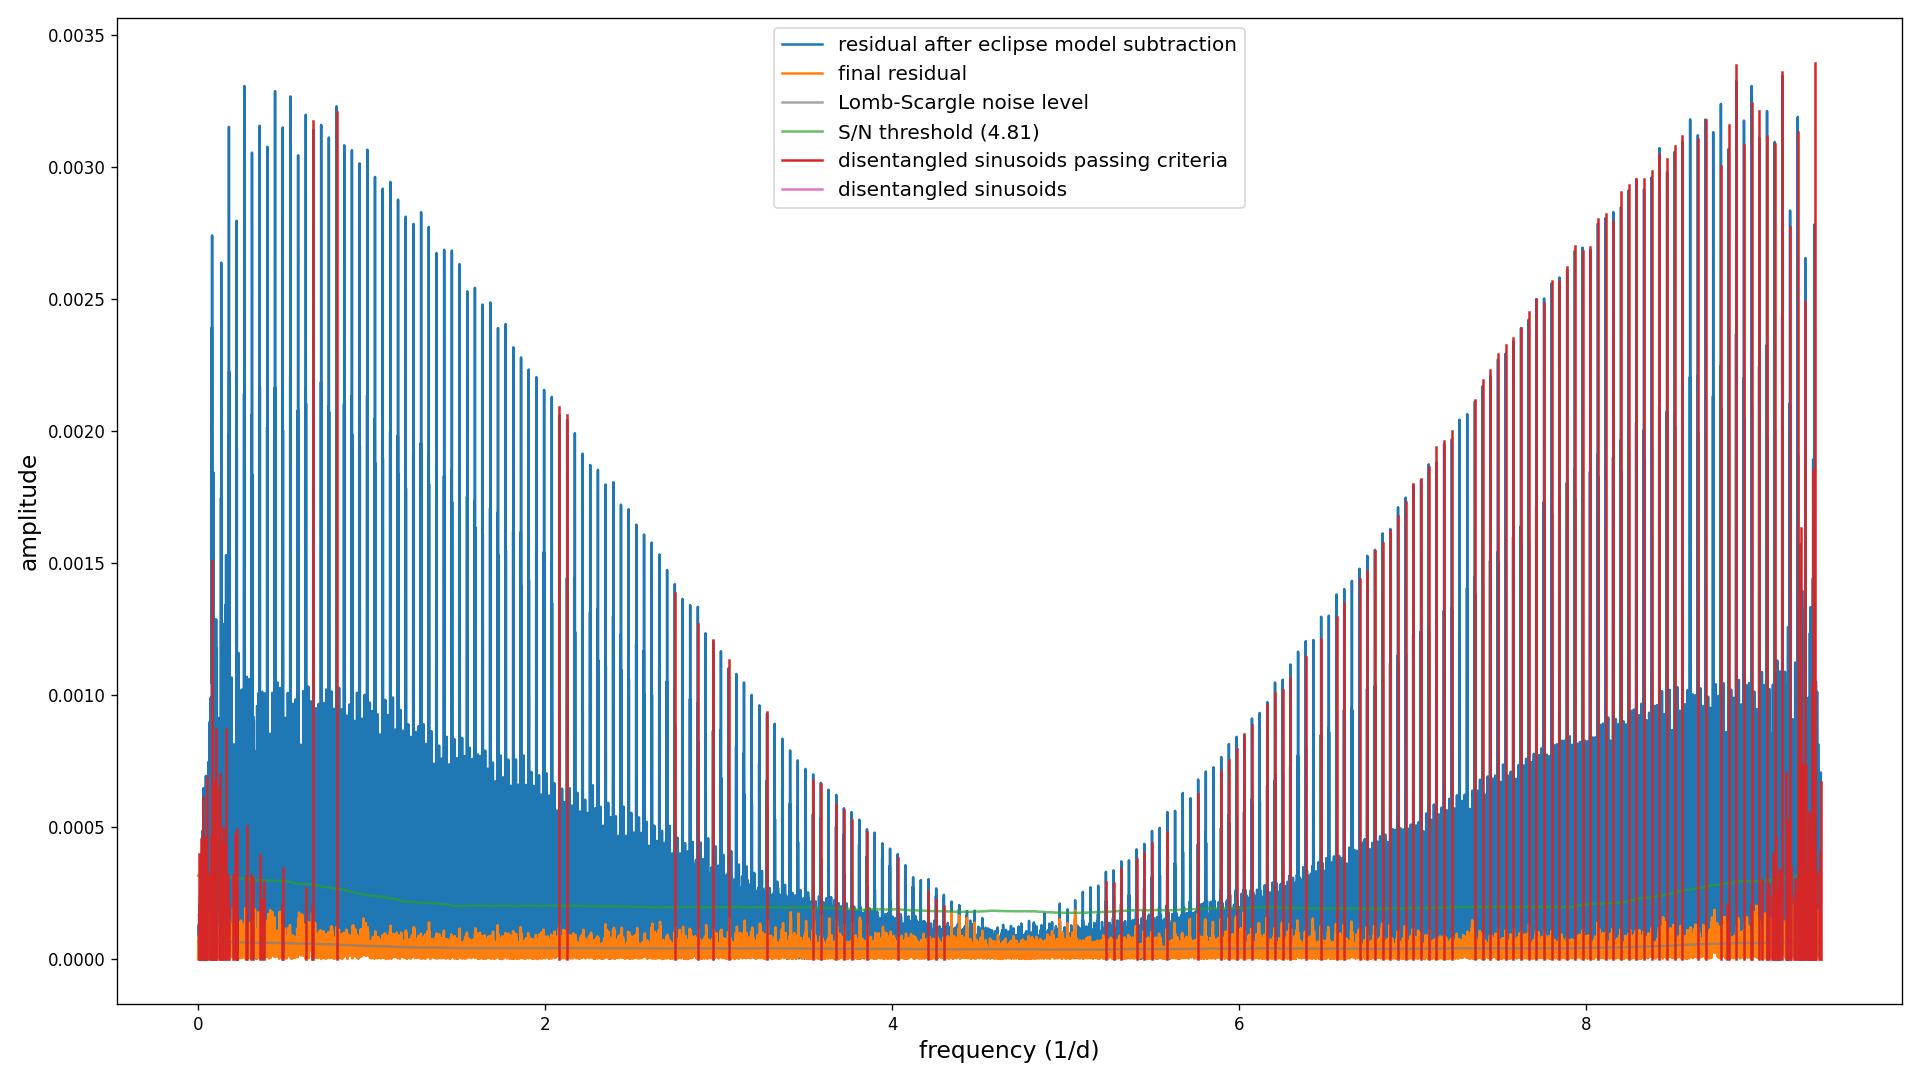 0.0035
0.0030
0.0025
0.0020
0.0015
0.0010
0.0005
0.0000
amplitude
residual after eclipse model subtraction
final residual
Lomb-Scargle noise level
S/N threshold (4.81)
disentangled sinusoids passing criteria
disentangled sinusoids
0 2 4 6 8
frequency (1/d)